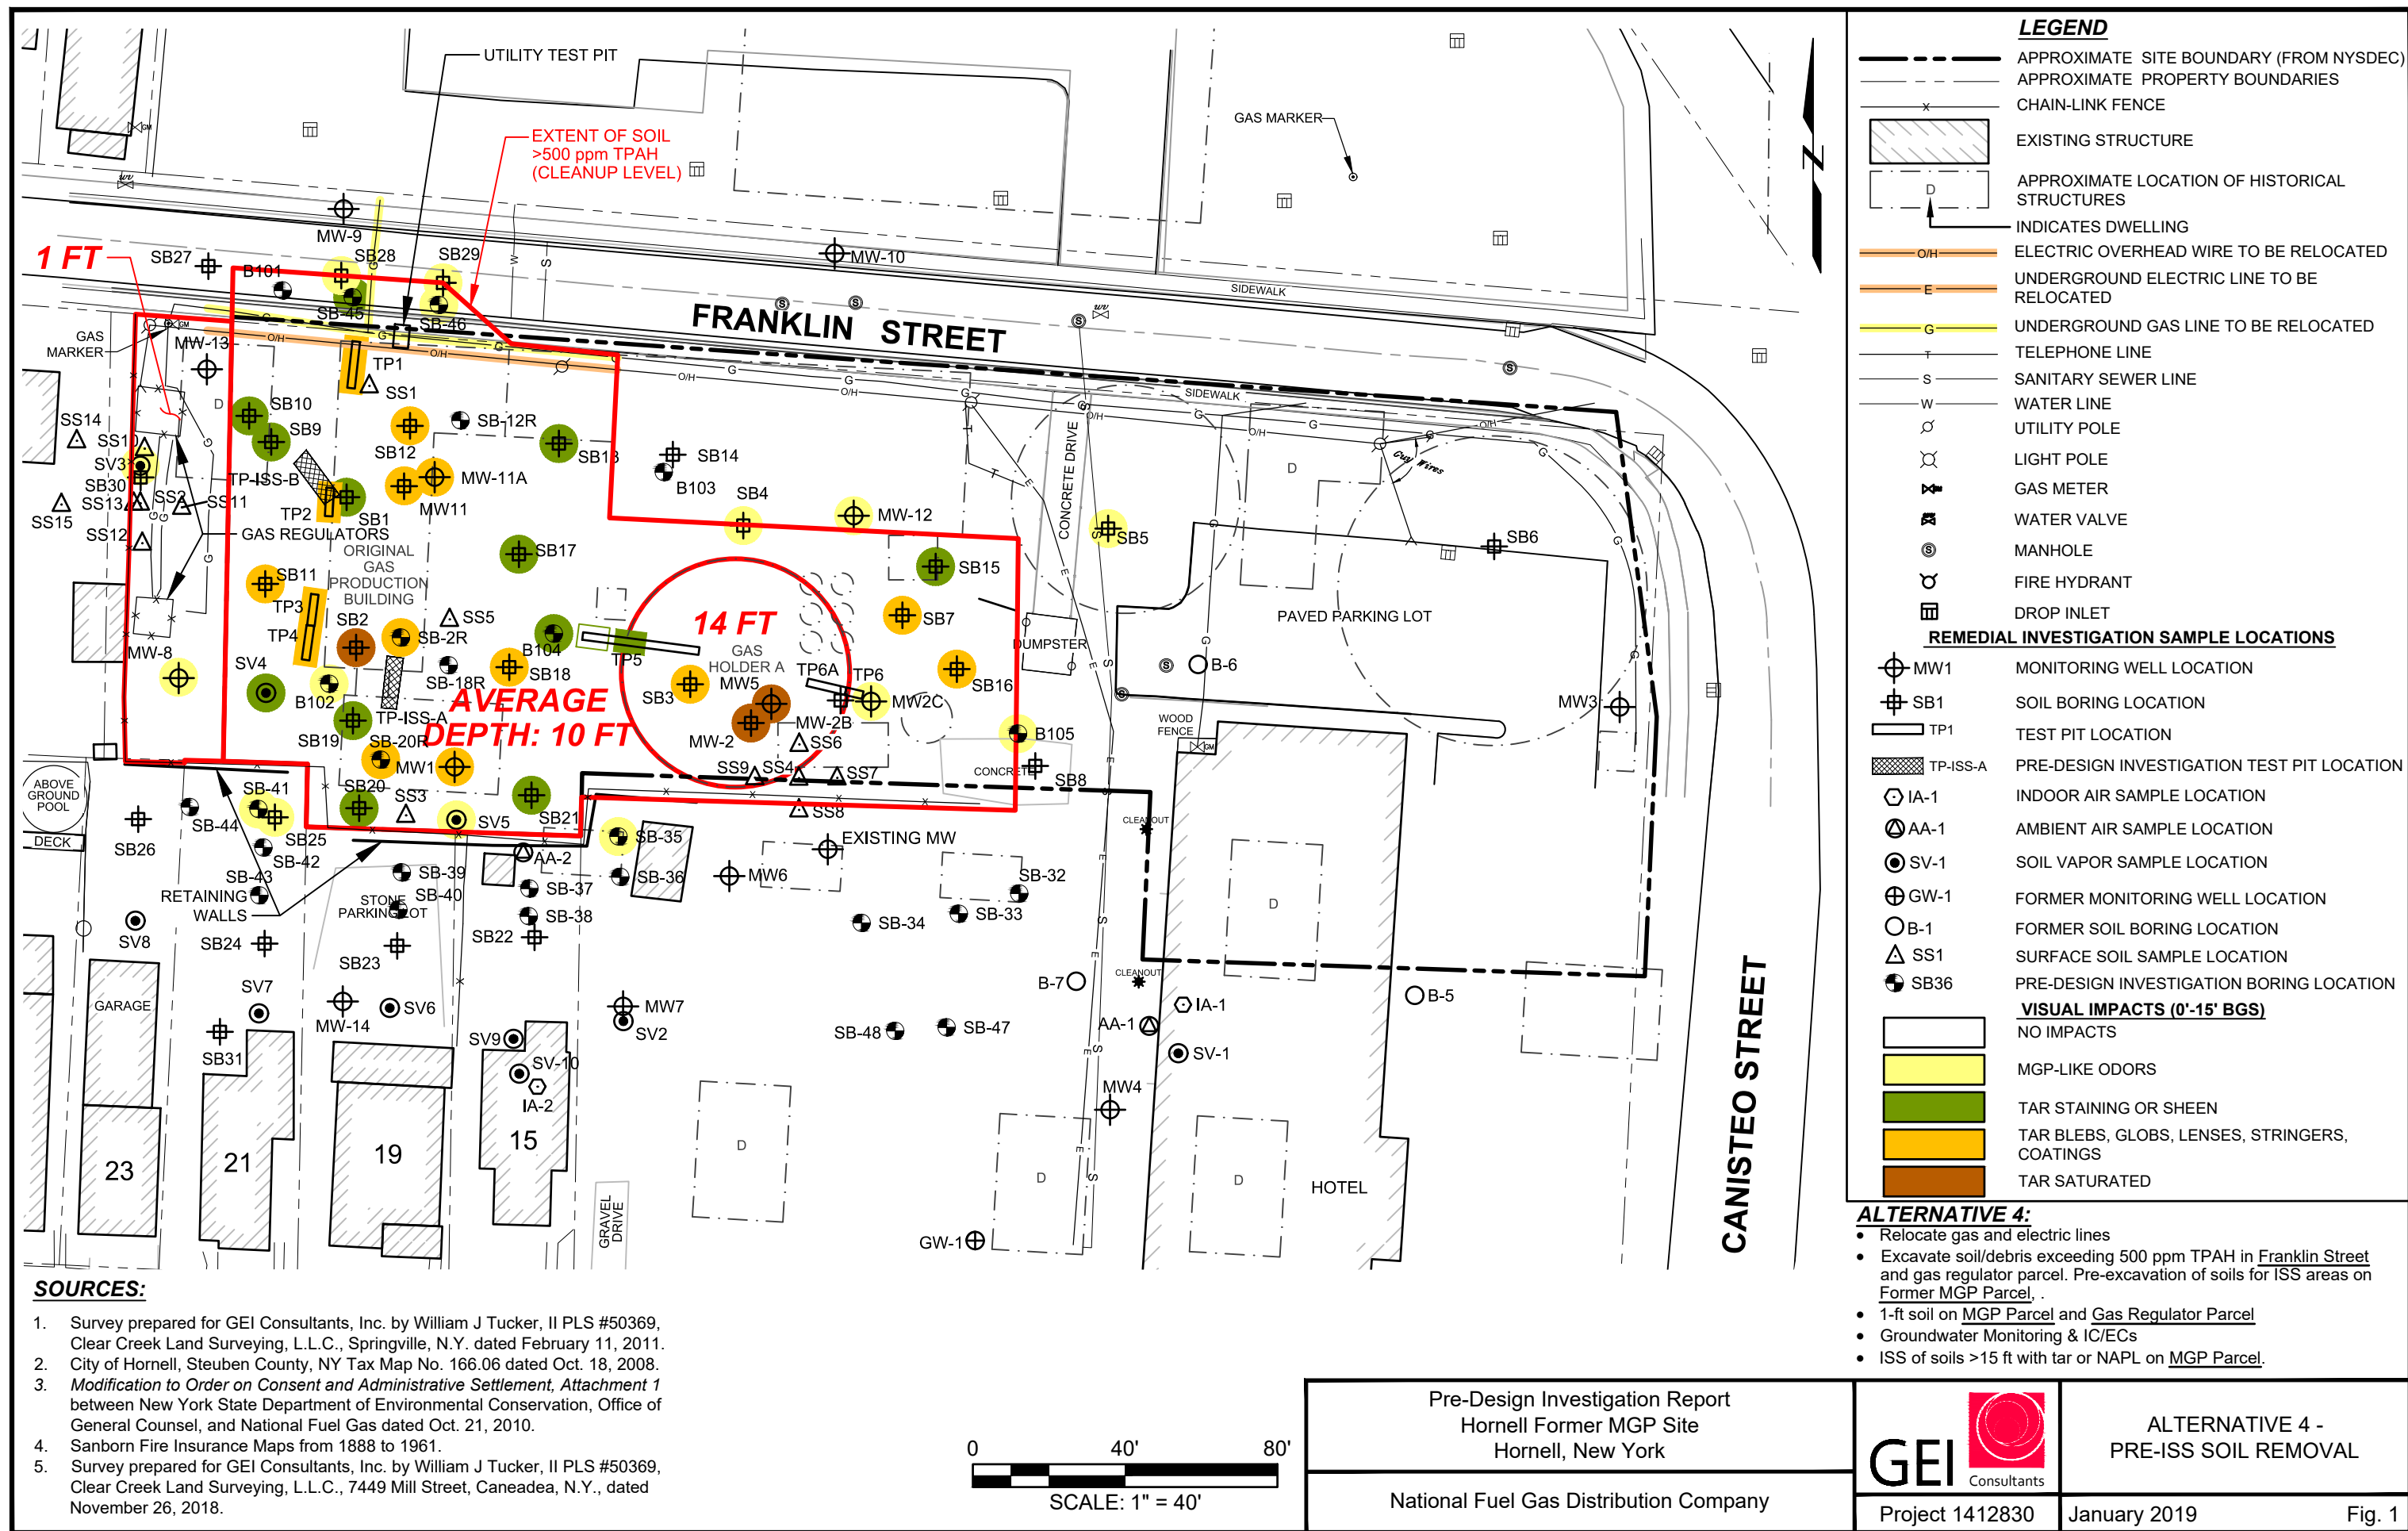 UTILITY TEST PIT
EXTENT OF SOIL
>500 ppm TPAH
(CLEANUP LEVEL)
GAS MARKER
N
GM
wv
MW-9
SB27
B101
SB28
SB29
MW-10
SIDEWALK
1 FT
SB-45
SB-46
FRANKLIN STREET
wv
GAS
MARKER
GM
MW-13
TP1
SS1
SB10
SB9
SB12
SB-12R
SB13
SB14
B103
SIDEWALK
SS14
SS10
SV3
SB30
SS13
SS2
SS11
SS15
SS12
TP-ISS-B
TP2
SB1
MW-11A
MW11
SB4
MW-12
CONCRETE DRIVE
Guy Wires
SB5
SB6
GAS REGULATORS
ORIGINAL
GAS
PRODUCTION
BUILDING
SB17
SB15
SB11
TP3
TP4
SB2
SS5
SB-2R
B104
TP5
14 FT
GAS
HOLDER A
SB7
DUMPSTER
PAVED PARKING LOT
MW-8
SV4
B102
SB-18R
SB18
SB3
MW5
TP6A
TP6
SB16
B-6
MW2C
MW3
AVERAGE
DEPTH: 10 FT
TP-ISS-A
SB19
SB-20R
MW1
MW-2
MW-2B
SS6
B105
WOOD
FENCE
GM
SS9
SS4
SS7
CONCRETE
SB8
ABOVE
GROUND
POOL
DECK
SB-41
SB-44
SB25
SB-42
SB26
SB20
SS3
SV5
SB21
SS8
SB-35
EXISTING MW
CLEANOUT
AA-2
SB-43
RETAINING
WALLS
SB-39
SB-40
STONE
PARKING LOT
SB-37
SB-38
SB-36
MW6
SB-32
SB-34
SB-33
SV8
SB24
SB23
SB22
GARAGE
SV7
MW-14
SV6
MW7
SV2
B-7
CLEANOUT
IA-1
B-5
SB31
SV9
SV-10
IA-2
SB-48
SB-47
AA-1
SV-1
MW4
23
21
19
15
GRAVEL
DRIVE
GW-1
HOTEL
CANISTEO STREET
LEGEND
APPROXIMATE SITE BOUNDARY (FROM NYSDEC)
APPROXIMATE PROPERTY BOUNDARIES
CHAIN-LINK FENCE
EXISTING STRUCTURE
D
APPROXIMATE LOCATION OF HISTORICAL
STRUCTURES
INDICATES DWELLING
O/H ELECTRIC OVERHEAD WIRE TO BE RELOCATED
E UNDERGROUND ELECTRIC LINE TO BE
RELOCATED
G UNDERGROUND GAS LINE TO BE RELOCATED
T TELEPHONE LINE
S SANITARY SEWER LINE
W WATER LINE
UTILITY POLE
LIGHT POLE
GAS METER
WATER VALVE
MANHOLE
FIRE HYDRANT
DROP INLET
REMEDIAL INVESTIGATION SAMPLE LOCATIONS
MW1 MONITORING WELL LOCATION
SB1 SOIL BORING LOCATION
TP1 TEST PIT LOCATION
TP-ISS-A PRE-DESIGN INVESTIGATION TEST PIT LOCATION
IA-1 INDOOR AIR SAMPLE LOCATION
AA-1 AMBIENT AIR SAMPLE LOCATION
SV-1 SOIL VAPOR SAMPLE LOCATION
GW-1 FORMER MONITORING WELL LOCATION
B-1 FORMER SOIL BORING LOCATION
SS1 SURFACE SOIL SAMPLE LOCATION
SB36 PRE-DESIGN INVESTIGATION BORING LOCATION
VISUAL IMPACTS (0'-15' BGS)
NO IMPACTS
MGP-LIKE ODORS
TAR STAINING OR SHEEN
TAR BLEBS, GLOBS, LENSES, STRINGERS,
COATINGS
TAR SATURATED
ALTERNATIVE 4:
• Relocate gas and electric lines
• Excavate soil/debris exceeding 500 ppm TPAH in Franklin Street
and gas regulator parcel. Pre-excavation of soils for ISS areas on
Former MGP Parcel, .
• 1-ft soil on MGP Parcel and Gas Regulator Parcel
• Groundwater Monitoring & IC/ECs
• ISS of soils >15 ft with tar or NAPL on MGP Parcel.
SOURCES:
1. Survey prepared for GEI Consultants, Inc. by William J Tucker, II PLS #50369,
Clear Creek Land Surveying, L.L.C., Springville, N.Y. dated February 11, 2011.
2. City of Hornell, Steuben County, NY Tax Map No. 166.06 dated Oct. 18, 2008.
3. Modification to Order on Consent and Administrative Settlement, Attachment 1
between New York State Department of Environmental Conservation, Office of
General Counsel, and National Fuel Gas dated Oct. 21, 2010.
4. Sanborn Fire Insurance Maps from 1888 to 1961.
5. Survey prepared for GEI Consultants, Inc. by William J Tucker, II PLS #50369,
Clear Creek Land Surveying, L.L.C., 7449 Mill Street, Caneadea, N.Y., dated
November 26, 2018.
0 40' 80'
SCALE: 1" = 40'
Pre-Design Investigation Report
Hornell Former MGP Site
Hornell, New York
National Fuel Gas Distribution Company
GEI Consultants
ALTERNATIVE 4 -
PRE-ISS SOIL REMOVAL
Project 1412830
January 2019
Fig. 1